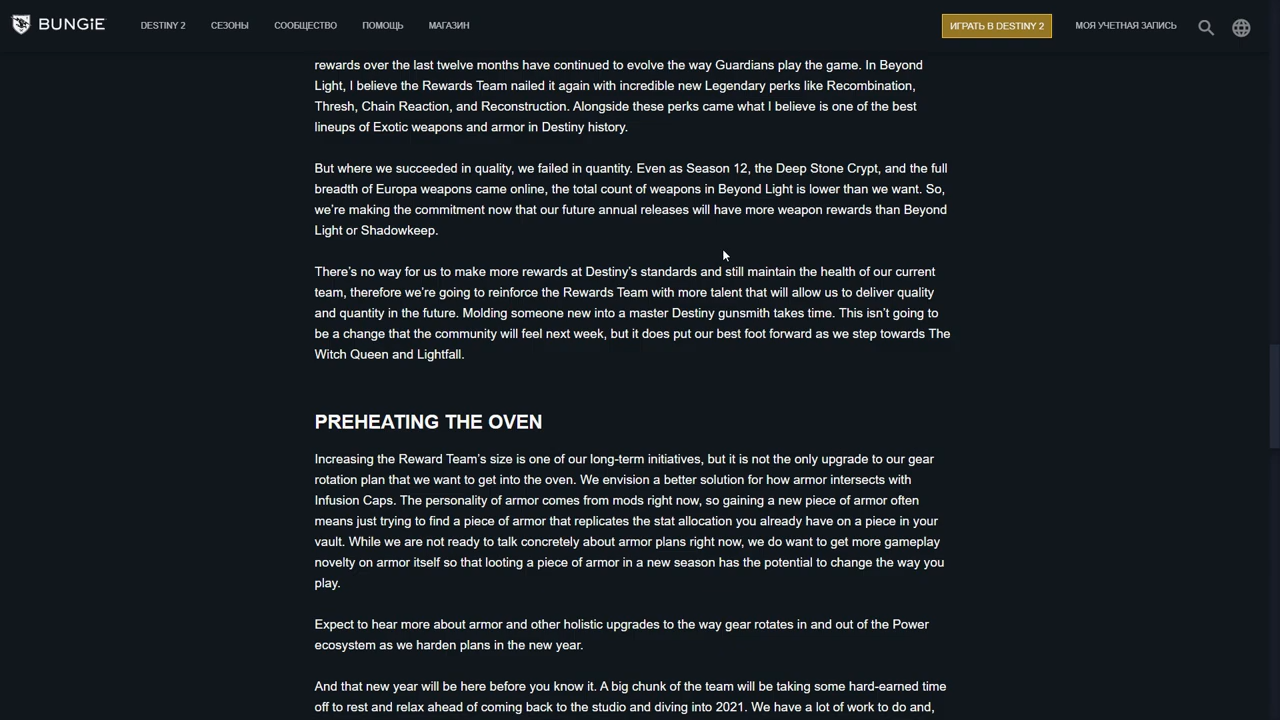 BUNGiE
DESTINY 2
СЕЗОНЫ
СООБЩЕСТВО
ПОМОЩЬ
МАГАЗИН
ИГРАТЬ В DESTINY 2
МОЯ УЧЕТНАЯ ЗАПИСЬ
rewards over the last twelve months have continued to evolve the way Guardians play the game. In Beyond
Light, I believe the Rewards Team nailed it again with incredible new Legendary perks like Recombination,
Thresh, Chain Reaction, and Reconstruction. Alongside these perks came what I believe is one of the best
lineups of Exotic weapons and armor in Destiny history.
But where we succeeded in quality, we failed in quantity. Even as Season 12, the Deep Stone Crypt, and the full
breadth of Europa weapons came online, the total count of weapons in Beyond Light is lower than we want. So,
we're making the commitment now that our future annual releases will have more weapon rewards than Beyond
Light or Shadowkeep.
There's no way for us to make more rewards at Destiny's standards and still maintain the health of our current
team, therefore we're going to reinforce the Rewards Team with more talent that will allow us to deliver quality
and quantity in the future. Molding someone new into a master Destiny gunsmith takes time. This isn't going to
be a change that the community will feel next week, but it does put our best foot forward as we step towards The
Witch Queen and Lightfall.
PREHEATING THE OVEN
Increasing the Reward Team's size is one of our long-term initiatives, but it is not the only upgrade to our gear
rotation plan that we want to get into the oven. We envision a better solution for how armor intersects with
Infusion Caps. The personality of armor comes from mods right now, so gaining a new piece of armor often
means just trying to find a piece of armor that replicates the stat allocation you already have on a piece in your
vault. While we are not ready to talk concretely about armor plans right now, we do want to get more gameplay
novelty on armor itself so that looting a piece of armor in a new season has the potential to change the way you
play.
Expect to hear more about armor and other holistic upgrades to the way gear rotates in and out of the Power
ecosystem as we harden plans in the new year.
And that new year will be here before you know it. A big chunk of the team will be taking some hard-earned time
off to rest and relax ahead of coming back to the studio and diving into 2021. We have a lot of work to do and,